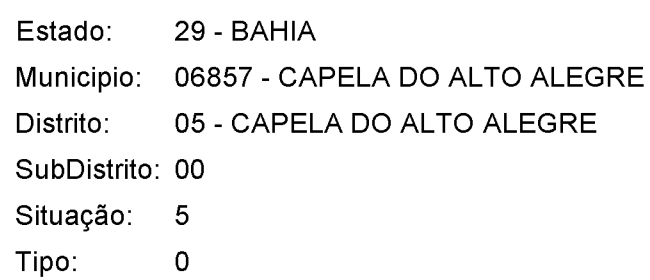 Estado: 29 - BAHIA
Municipio: 06857 - CAPELA DO ALTO ALEGRE
Distrito: 05 - CAPELA DO ALTO ALEGRE
SubDistrito: 00
Situação: 5
Tipo: 0